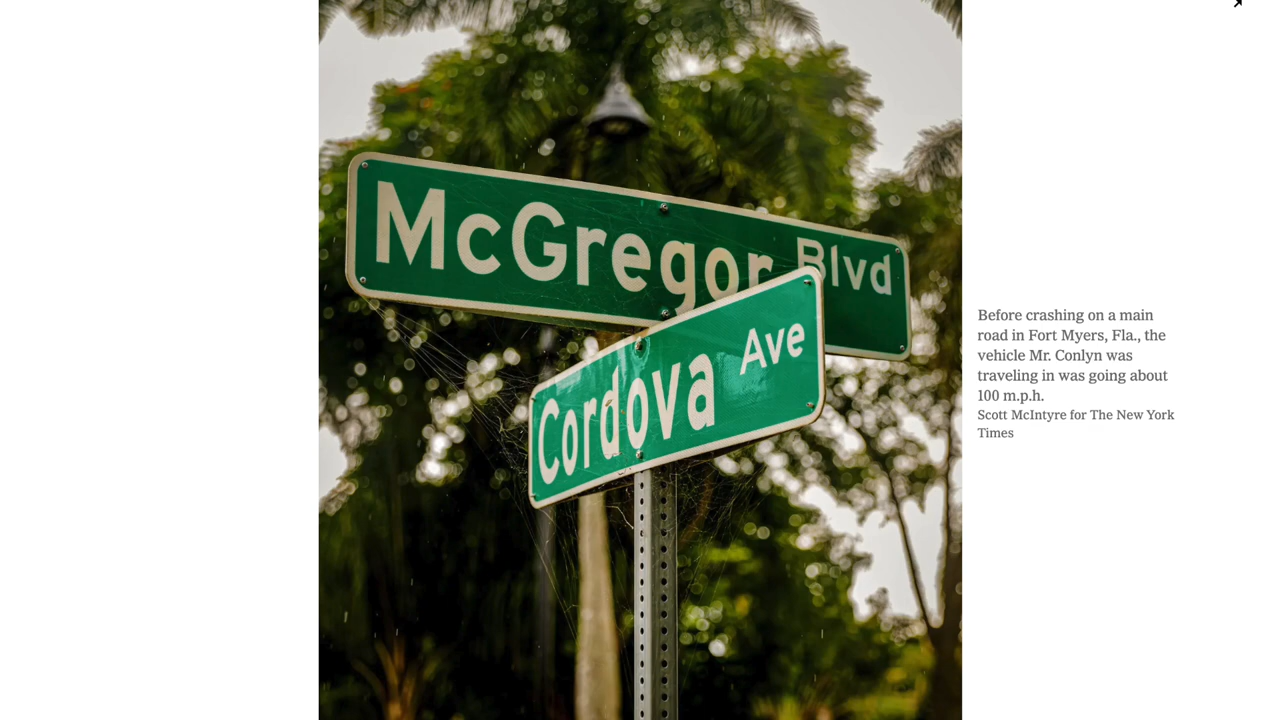 McGregor Blvd
Cordova Ave
Before crashing on a main
road in Fort Myers, Fla., the
vehicle Mr. Conlyn was
traveling in was going about
100 m.p.h.
Scott McIntyre for The New York
Times